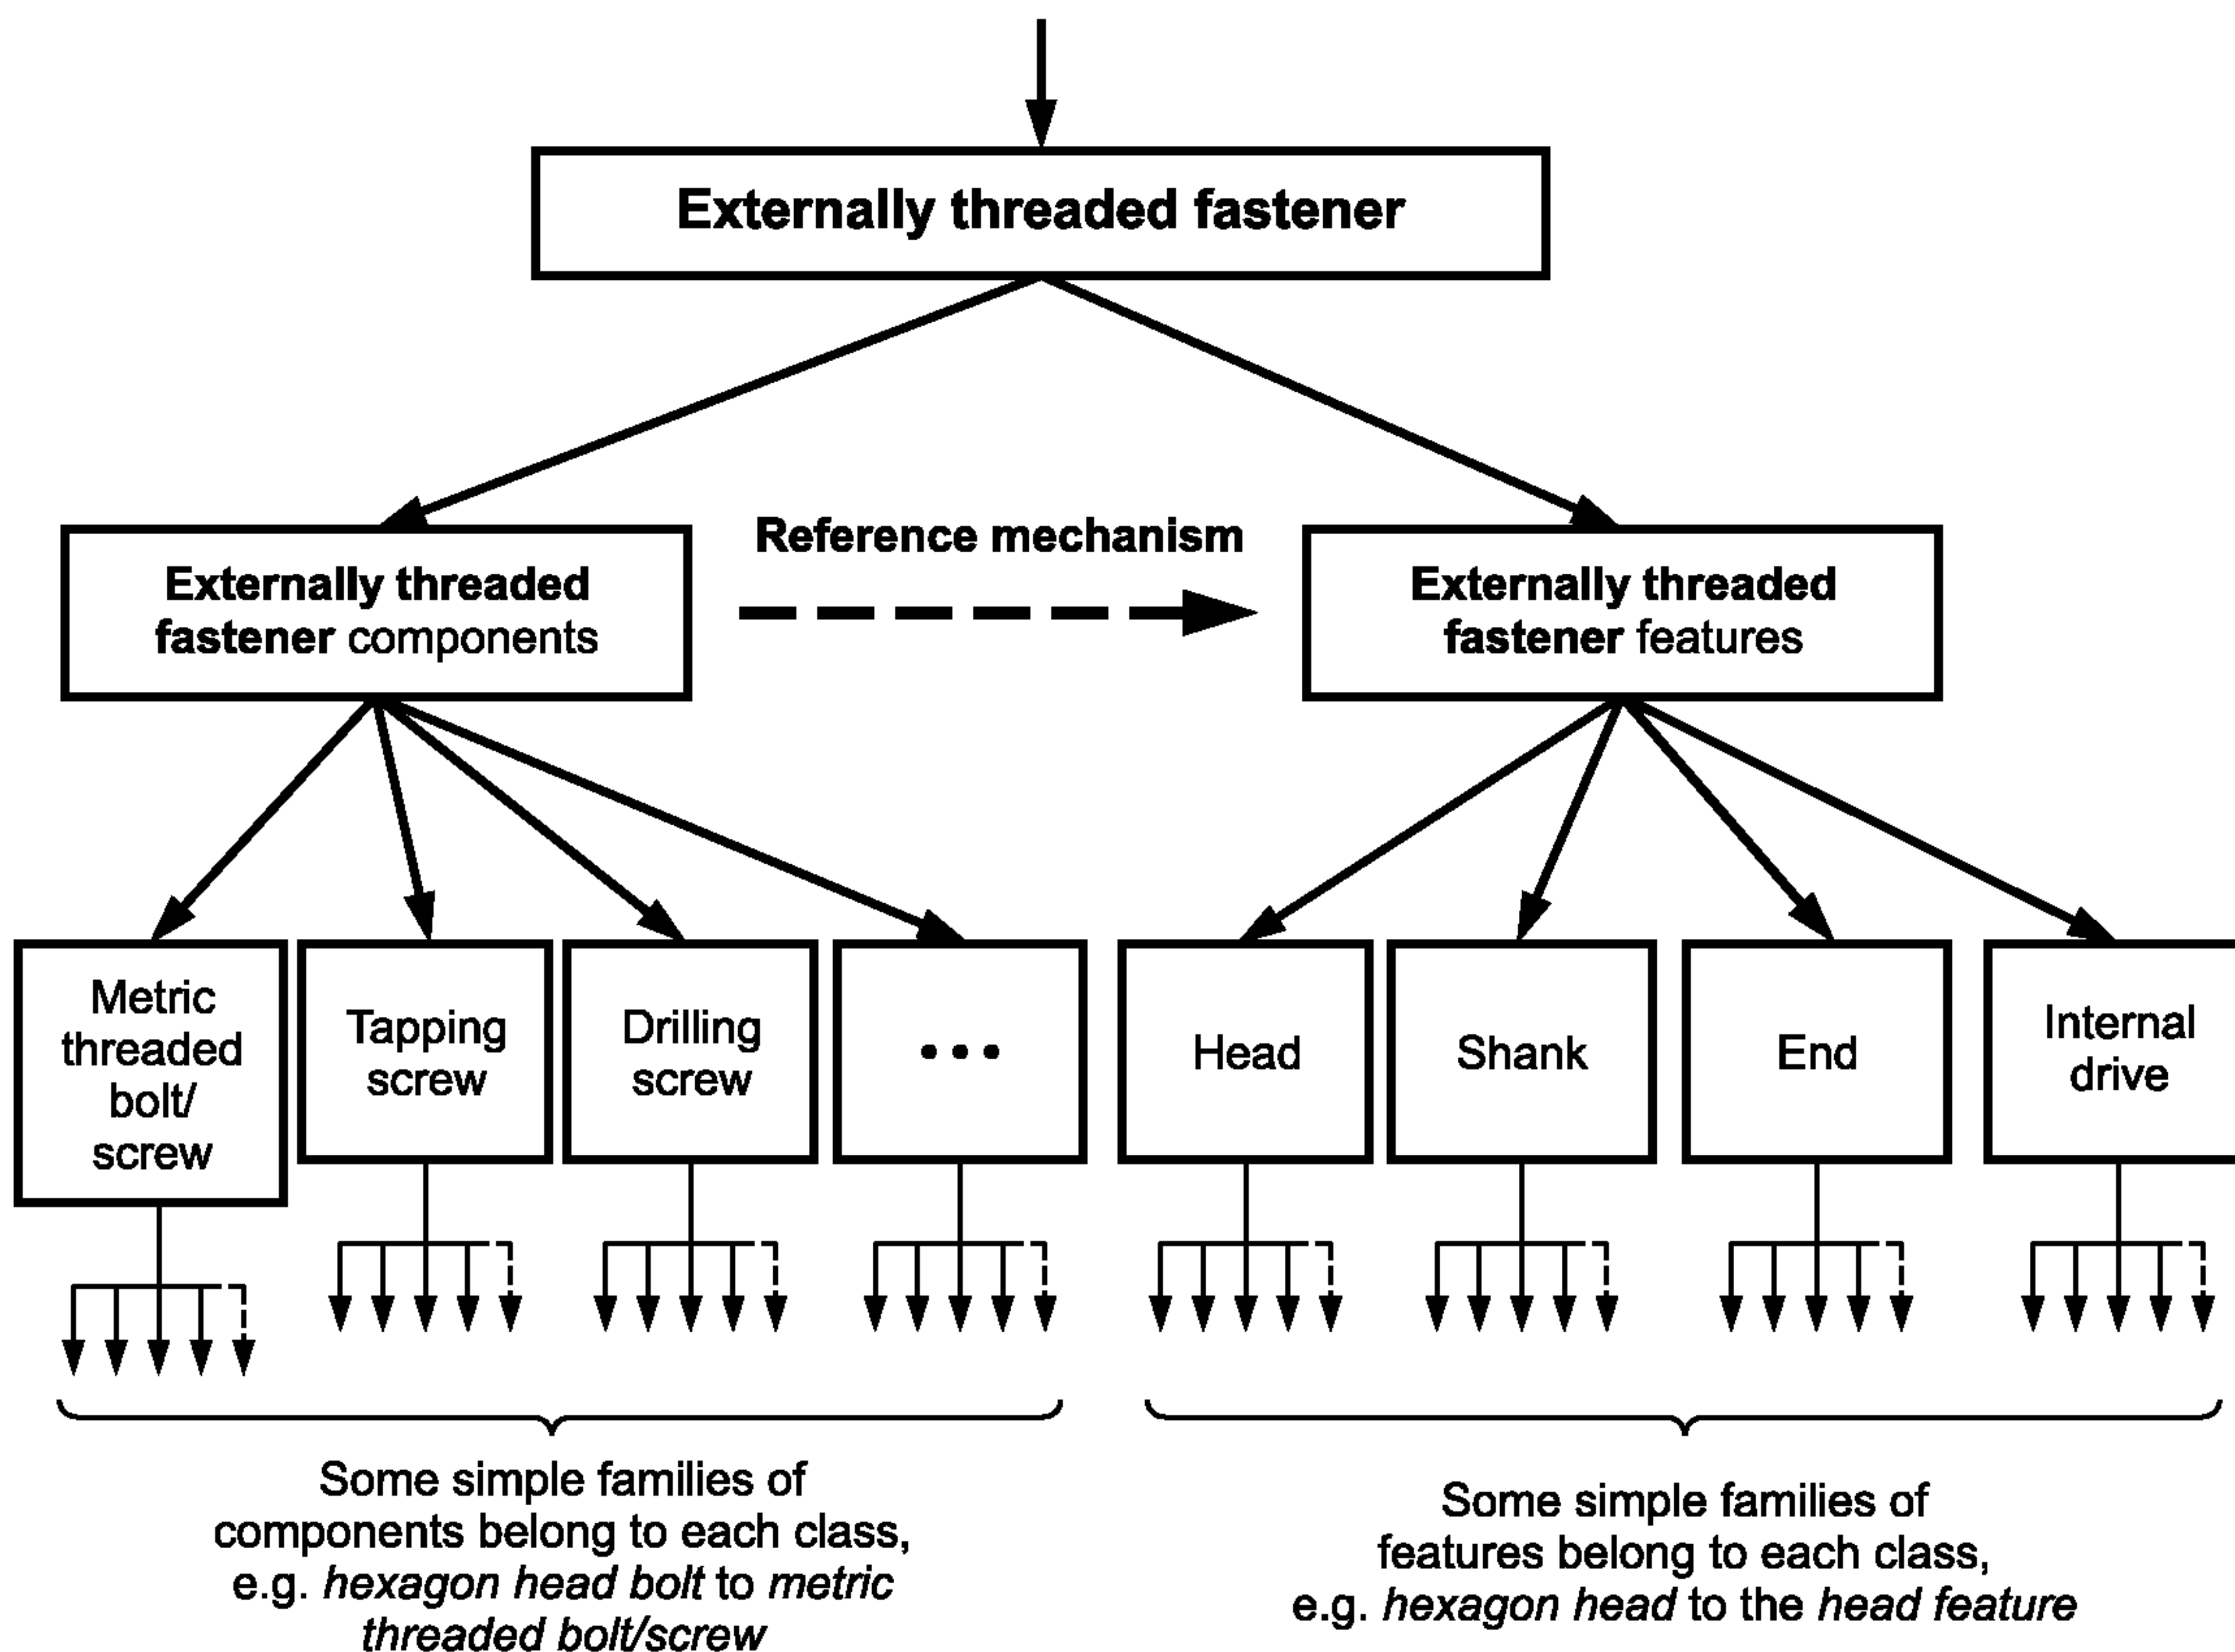 Externally threaded fastener
Reference mechanism
Externally threaded
fastener components
Externally threaded
fastener features
Metric
threaded
bolt/
screw
Tapping
screw
Drilling
screw
•••
Head
Shank
End
Internal
drive
Some simple families of
components belong to each class,
e.g. hexagon head bolt to metric
threaded bolt/screw
Some simple families of
features belong to each class,
e.g. hexagon head to the head feature